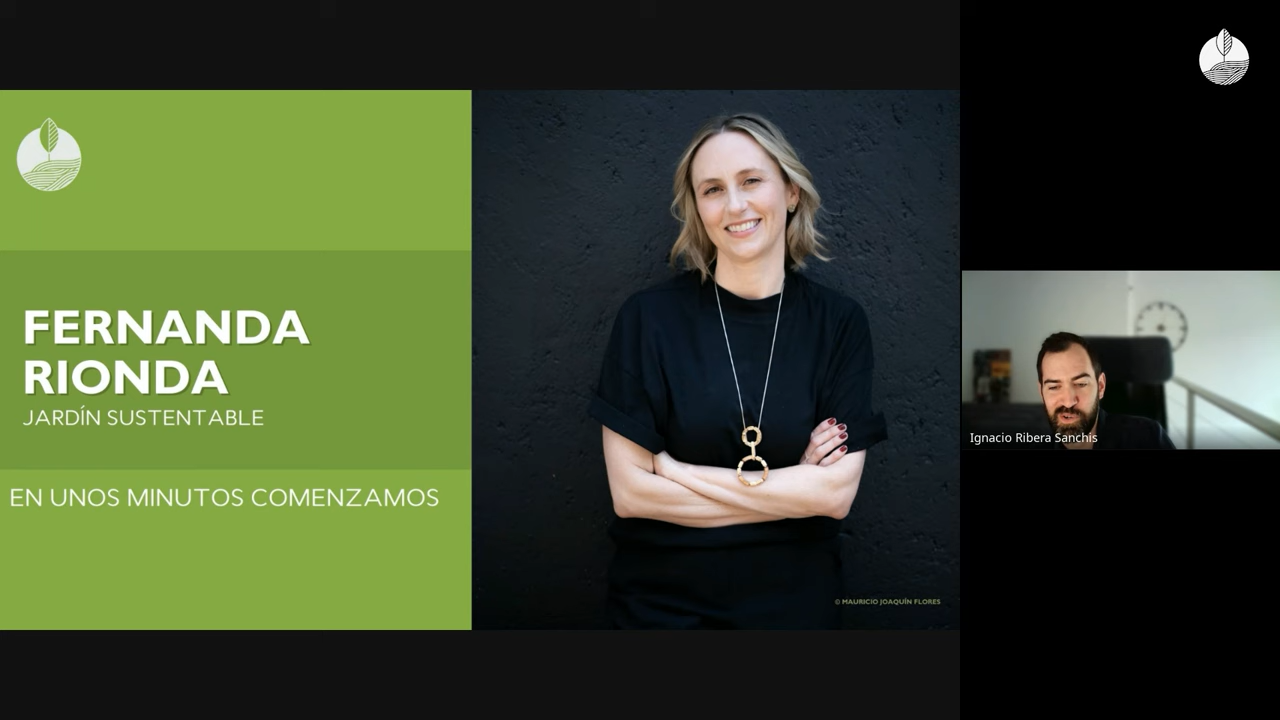 FERNANDA
RIONDA
JARDÍN SUSTENTABLE
EN UNOS MINUTOS COMENZAMOS
© MAURICIO JOAQUÍN FLORES
Ignacio Ribera Sanchis